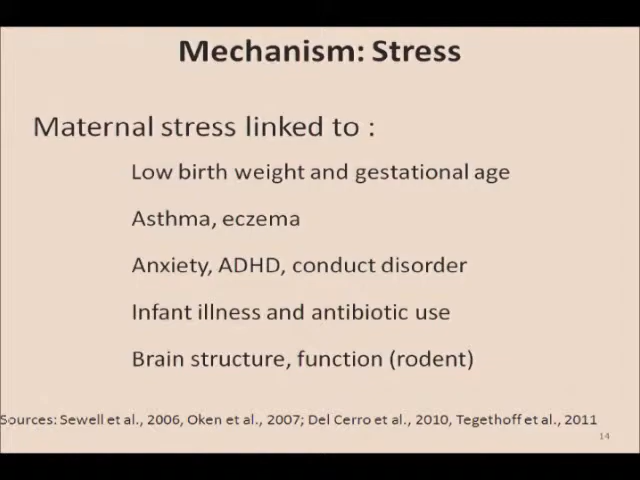 Mechanism: Stress
Maternal stress linked to :
Low birth weight and gestational age
Asthma, eczema
Anxiety, ADHD, conduct disorder
Infant illness and antibiotic use
Brain structure, function (rodent)
Sources: Sewell et al., 2006, Oken et al., 2007; Del Cerro et al., 2010, Tegethoff et al., 2011
14